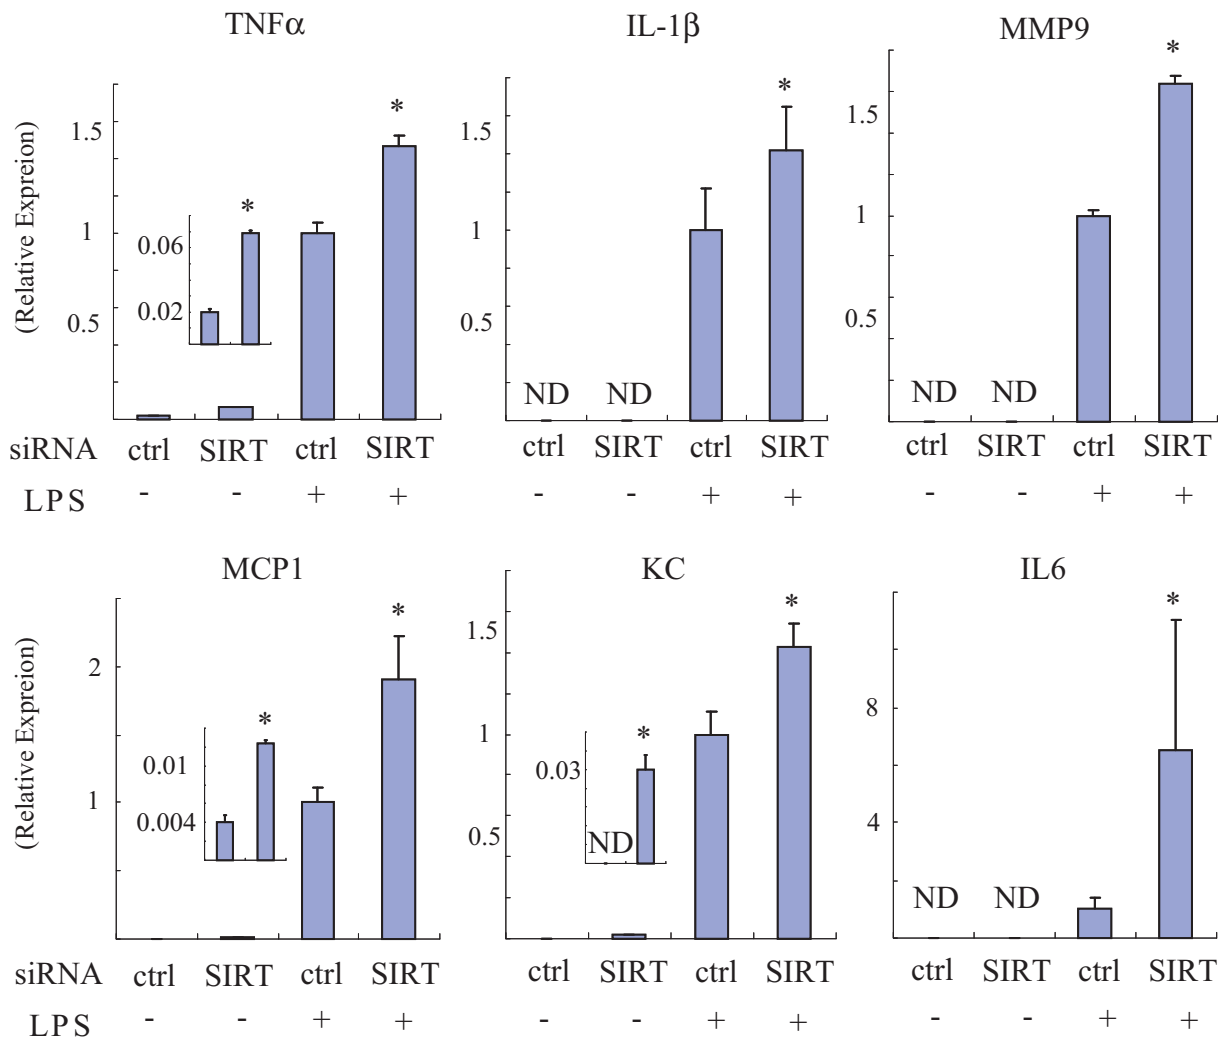 TNFα IL-1β MMP9
(Relative Expreion)
1.5
1
0.5
*
*
0.06
0.02
1.5
1
0.5
*
ND ND
1.5
1
0.5
*
ND ND
siRNA ctrl SIRT ctrl SIRT ctrl SIRT ctrl SIRT ctrl SIRT ctrl SIRT
LPS - - + + - - + + - - + +
MCP1 KC IL6
(Relative Expreion)
2
1
*
*
0.01
0.004
1.5
1
0.5
*
*
0.03
ND
8
4
*
ND ND
siRNA ctrl SIRT ctrl SIRT ctrl SIRT ctrl SIRT ctrl SIRT ctrl SIRT
LPS - - + + - - + + - - + +